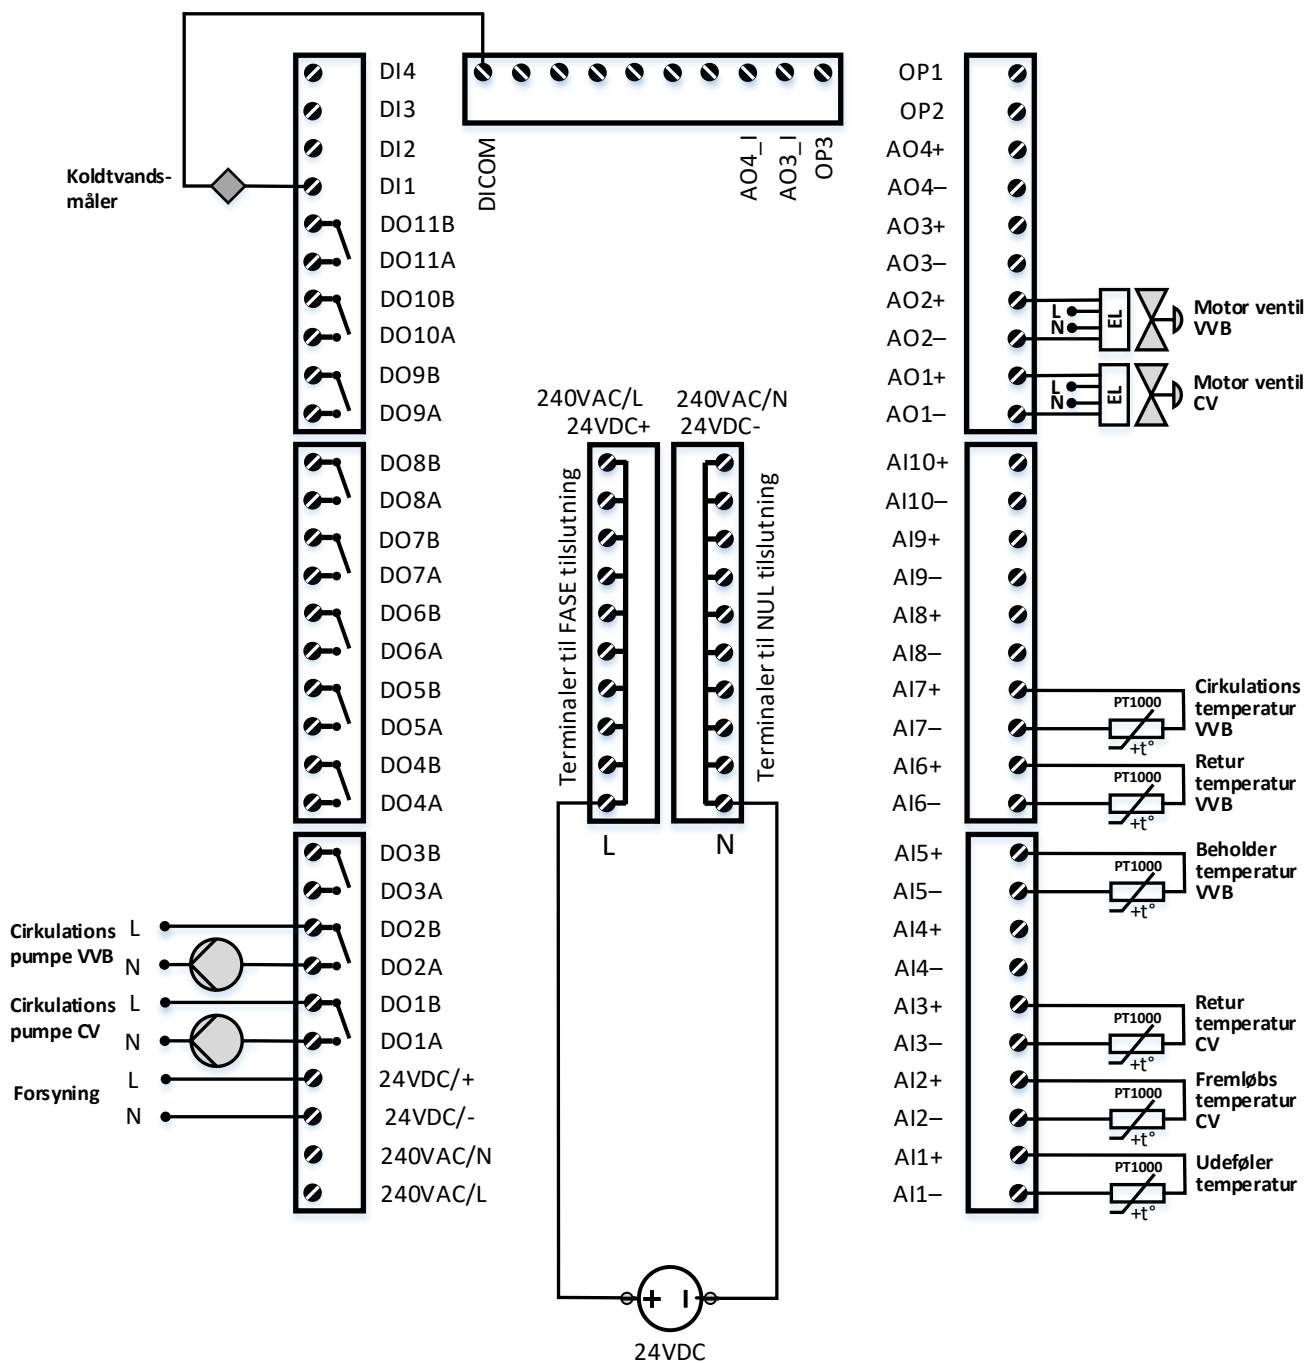 DI4
DI3
DI2
DI1
DO11B
DO11A
DO10B
DO10A
DO9B
DO9A
Koldtvands-
måler
DICOM
AO4_I
AO3_I
OP3
OP1
OP2
AO4+
AO4–
AO3+
AO3–
AO2+
AO2–
AO1+
AO1–
L
N
EL
Motor ventil
VVB
L
N
EL
Motor ventil
CV
240VAC/L
24VDC+
240VAC/N
24VDC-
Terminaler til FASE tilslutning
Terminaler til NUL tilslutning
L
N
DO8B
DO8A
DO7B
DO7A
DO6B
DO6A
DO5B
DO5A
DO4B
DO4A
AI10+
AI10–
AI9+
AI9–
AI8+
AI8–
AI7+
AI7–
AI6+
AI6–
PT1000
+t°
Cirkulations
temperatur
VVB
PT1000
+t°
Retur
temperatur
VVB
DO3B
DO3A
DO2B
DO2A
DO1B
DO1A
24VDC/+
24VDC/-
240VAC/N
240VAC/L
Cirkulations
pumpe VVB
L
N
Cirkulations
pumpe CV
L
N
Forsyning
L
N
AI5+
AI5–
AI4+
AI4–
AI3+
AI3–
AI2+
AI2–
AI1+
AI1–
PT1000
+t°
Beholder
temperatur
VVB
PT1000
+t°
Retur
temperatur
CV
PT1000
+t°
Fremløbs
temperatur
CV
PT1000
+t°
Udeføler
temperatur
24VDC